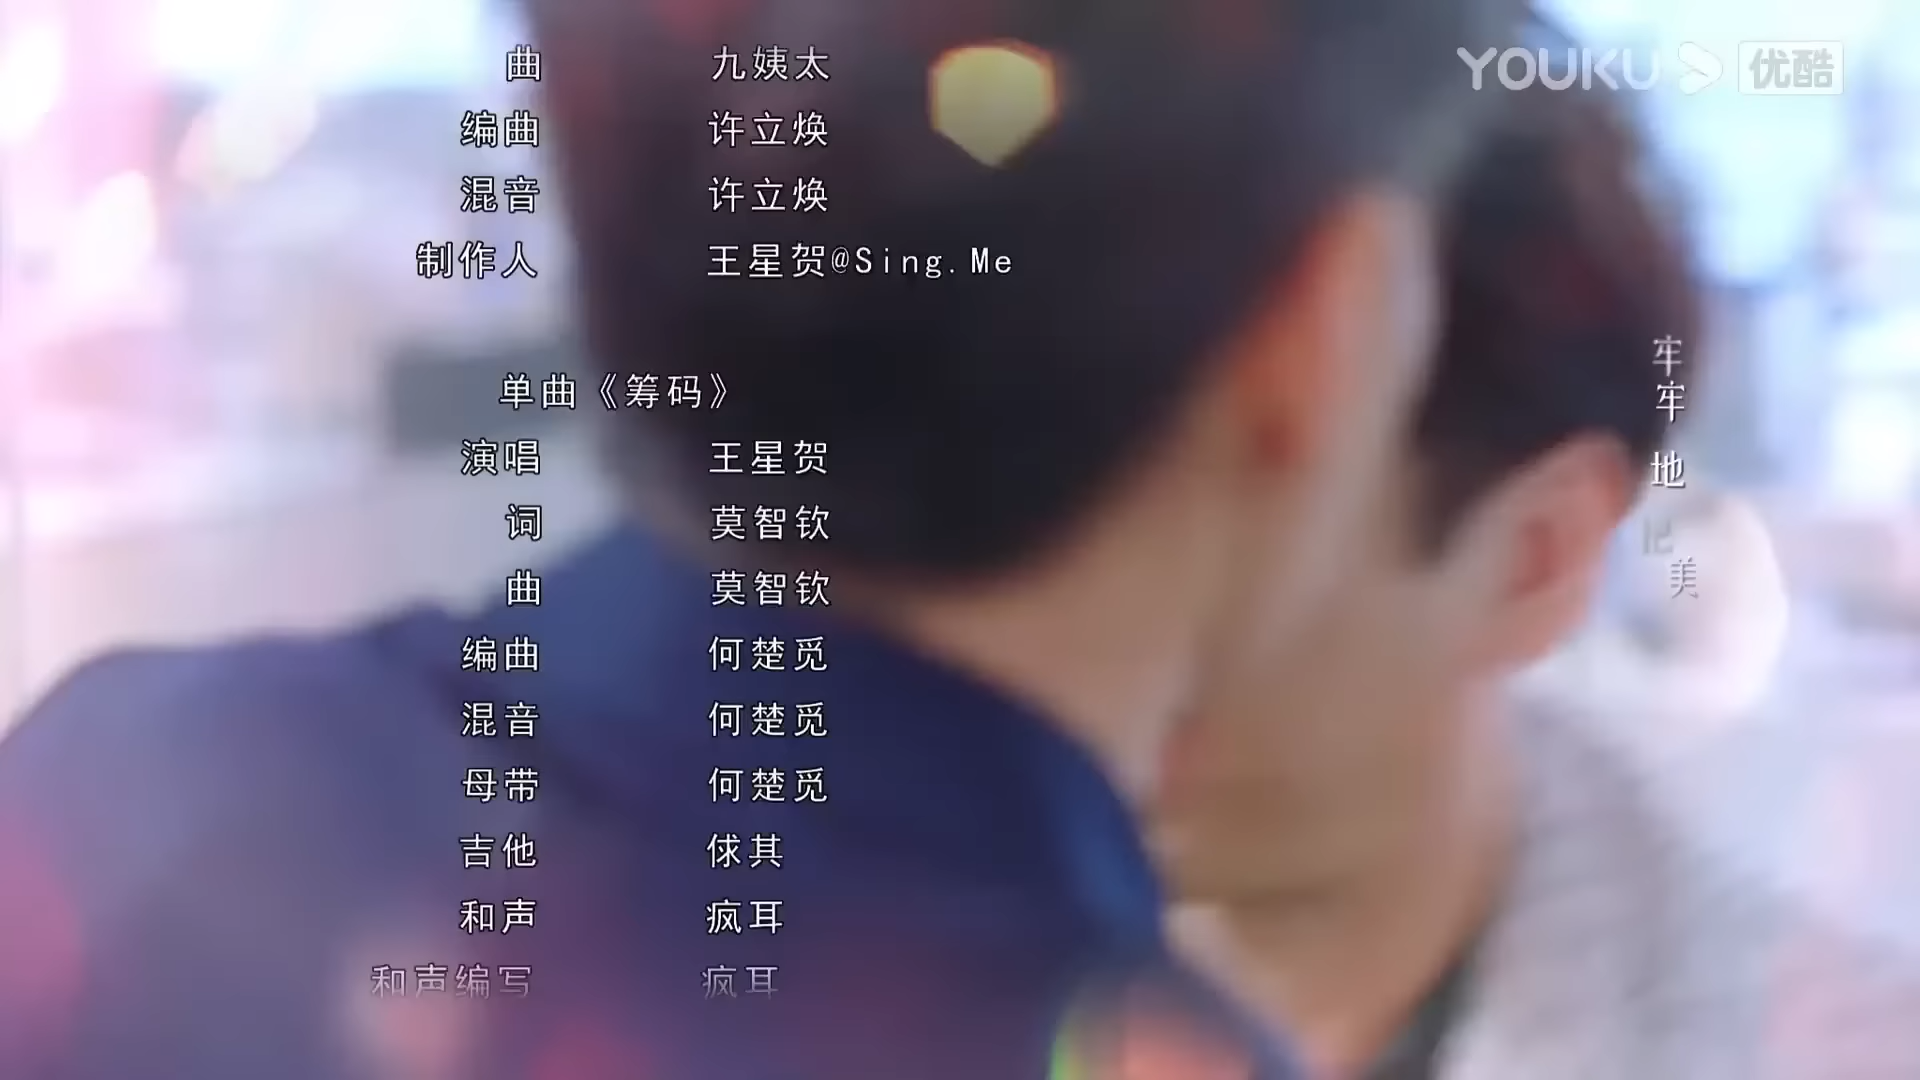 曲 九姨太
YOUKU 优酷
编曲 许立焕
混音 许立焕
制作人 王星贺@Sing.Me
单曲《筹码》
演唱 王星贺
词 莫智钦
曲 莫智钦
编曲 何楚觅
混音 何楚觅
母带 何楚觅
吉他 俅其
和声 疯耳
和声编写 疯耳
牢牢 地
美